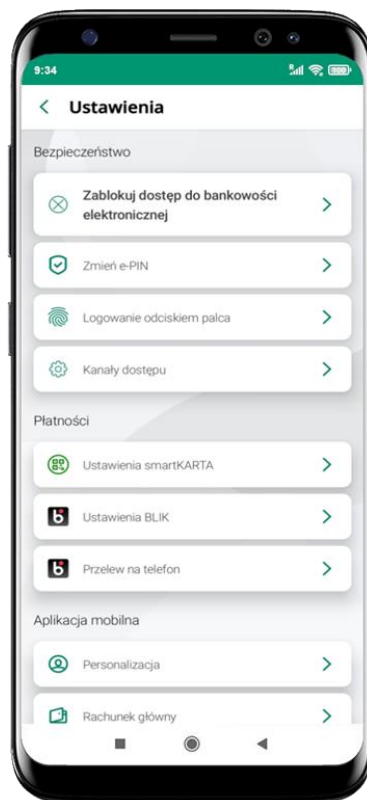 9:34
Ustawienia
Bezpieczeństwo
Zablokuj dostęp do bankowości
elektronicznej
Zmień e-PIN
Logowanie odciskiem palca
Kanały dostępu
Płatności
Ustawienia smartKARTA
Ustawienia BLIK
Przelew na telefon
Aplikacja mobilna
Personalizacja
Rachunek główny